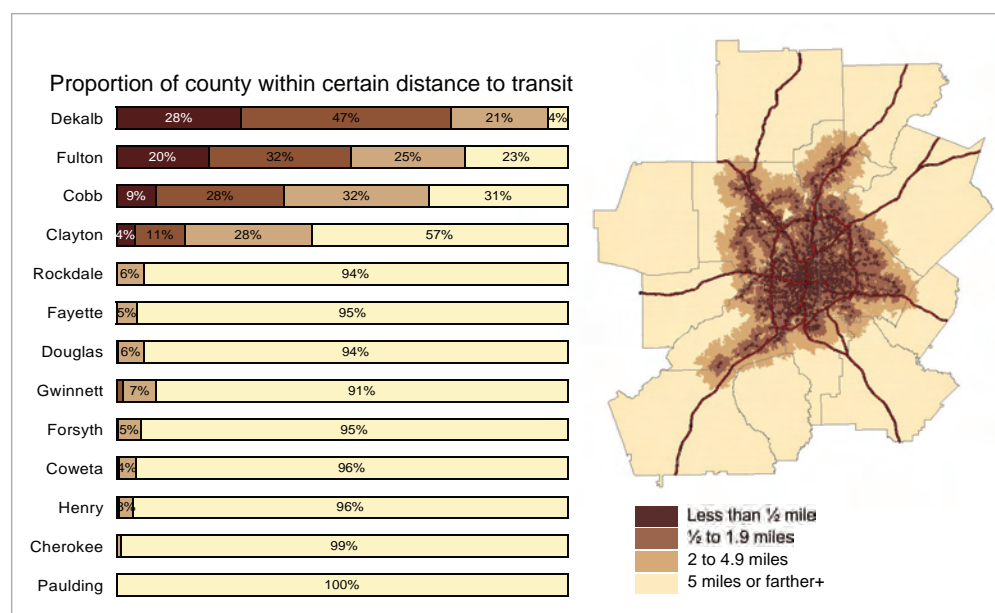 Proportion of county within certain distance to transit
Dekalb 28% 47% 21% 4%
Fulton 20% 32% 25% 23%
Cobb 9% 28% 32% 31%
Clayton 4% 11% 28% 57%
Rockdale 6% 94%
Fayette 5% 95%
Douglas 6% 94%
Gwinnett 7% 91%
Forsyth 5% 95%
Coweta 4% 96%
Henry 3% 96%
Cherokee 99%
Paulding 100%
Less than ½ mile
½ to 1.9 miles
2 to 4.9 miles
5 miles or farther+